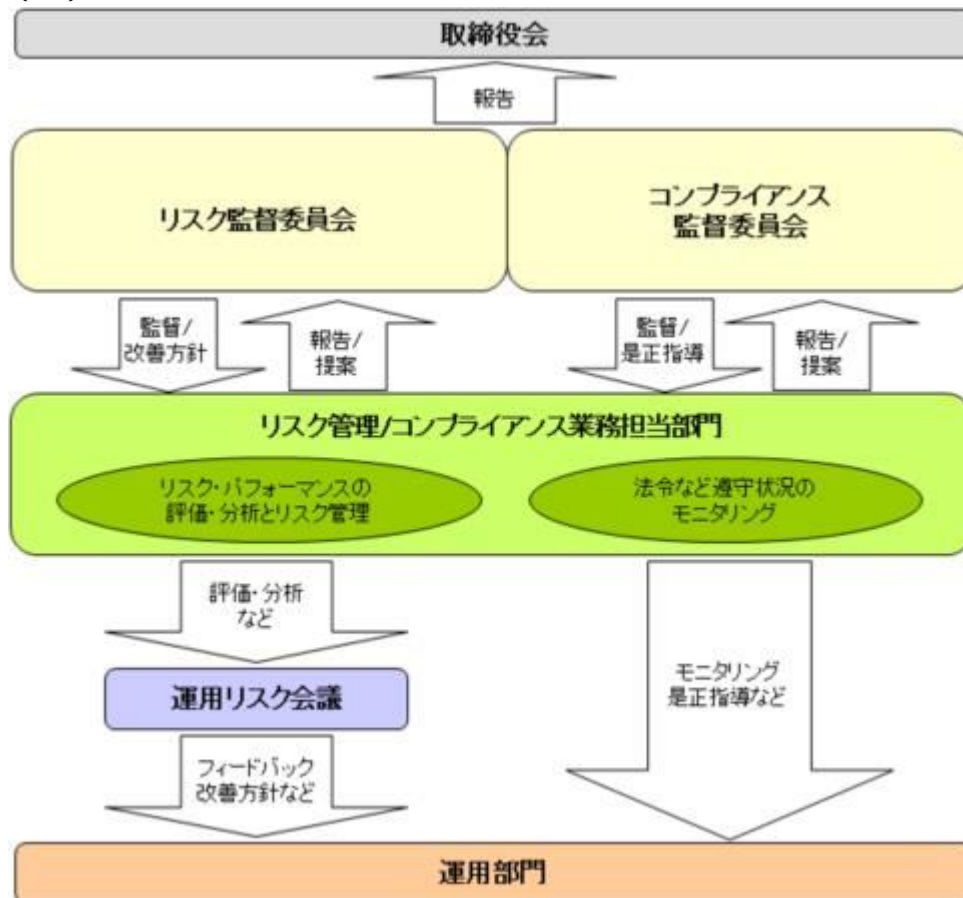 取締役会
報告
リスク監督委員会
コンプライアンス
監督委員会
監督/
改善方針
報告/
提案
監督/
是正指導
報告/
提案
リスク管理/コンプライアンス業務担当部門
リスク・パフォーマンスの
評価・分析とリスク管理
法令など遵守状況の
モニタリング
評価・分析
など
運用リスク会議
モニタリング
是正指導など
フィードバック
改善方針など
運用部門